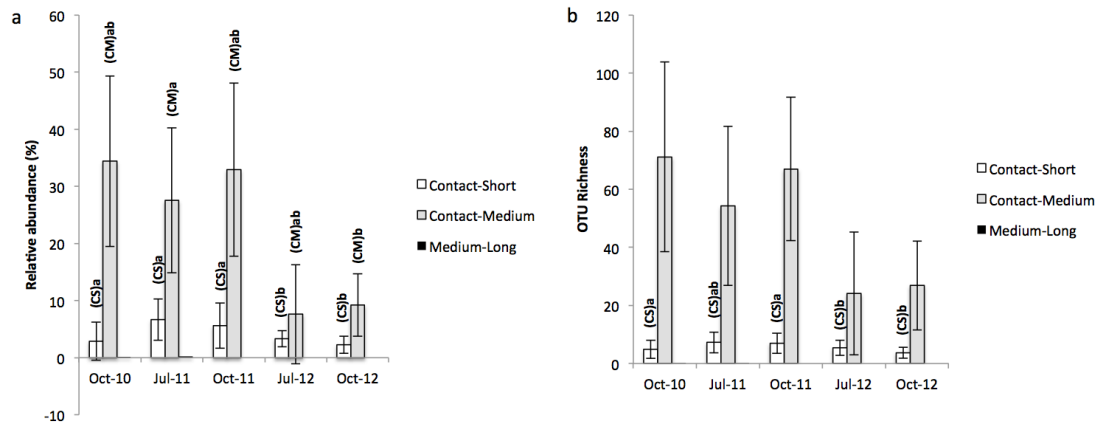 a
Relative abundance (%)
60
50
40
30
20
10
0
-10
(CS)a
(CM)ab
(CS)a
(CM)a
(CS)a
(CM)ab
(CS)b
(CM)ab
(CS)b
(CM)b
Oct-10 Jul-11 Oct-11 Jul-12 Oct-12
Contact-Short
Contact-Medium
Medium-Long
b
OTU Richness
120
100
80
60
40
20
0
(CS)a
(CS)ab
(CS)a
(CS)b
(CS)b
Oct-10 Jul-11 Oct-11 Jul-12 Oct-12
Contact-Short
Contact-Medium
Medium-Long